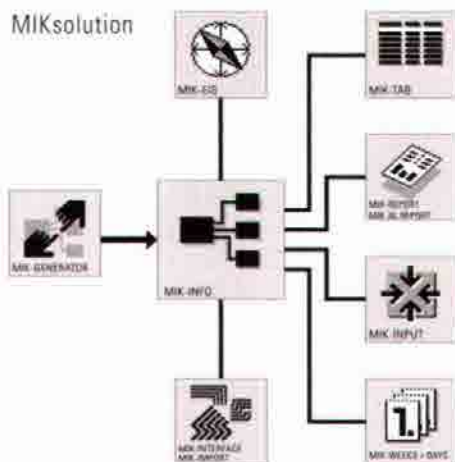 MIKsolution
MIK-EIS
MIK-TAB
MIK-REPORT
MIK-XL REPORT
MIK-GENERATOR
MIK-INFO
MIK-INPUT
MIK-INTERFACE
MIK-IMPORT
1.
MIK-WEEKS + DAYS